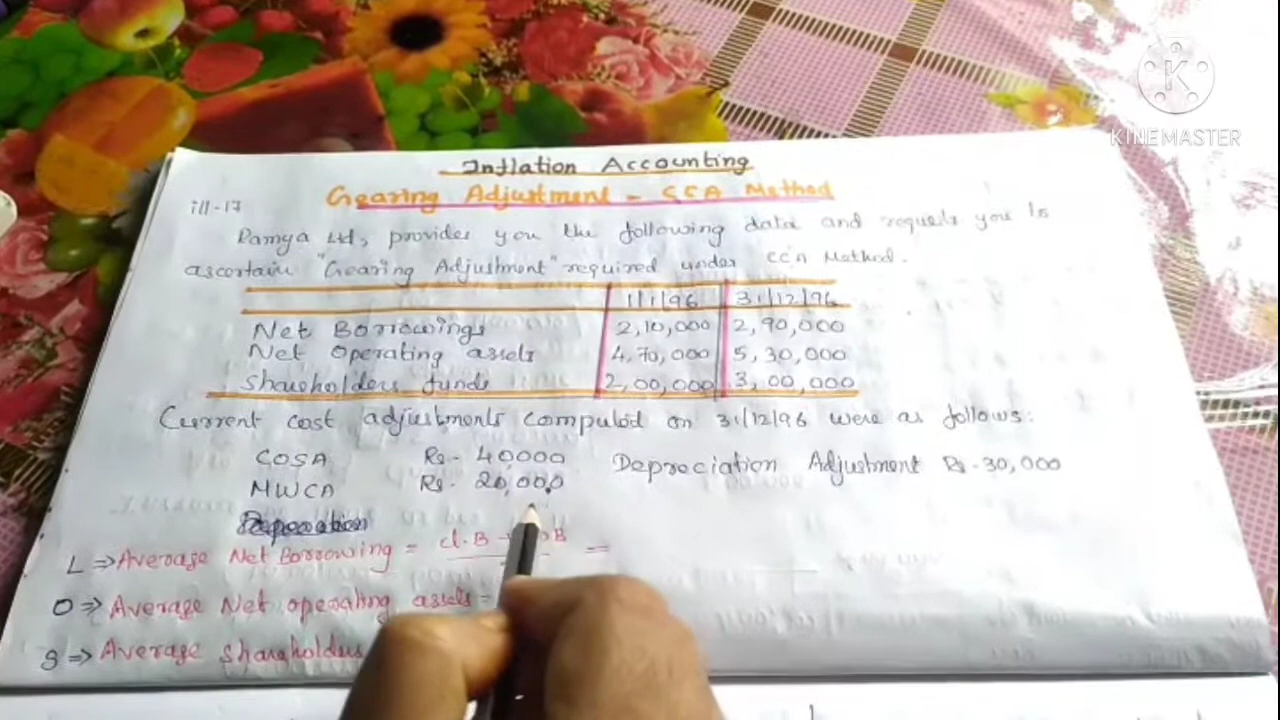 KINEMASTER
Inflation Accounting
Gearing Adjustment - CCA Method
ill-17
Ramya Ltd, provides you the following data and requests you to
ascertain "Gearing Adjustment" required under CCA Method.
1/1/96 31/12/96
Net Borrowings 2,10,000 2,90,000
Net Operating assets 4,70,000 5,30,000
Shareholders funds 2,00,000 3,00,000
Current cost adjustments computed on 31/12/96 were as follows:
COSA Rs. 40000 Depreciation Adjustment Rs. 30,000
MWCA Rs. 20,000
L => Average Net Borrowing = cl.B + B =
O => Average Net operating assets =
S => Average Shareholders